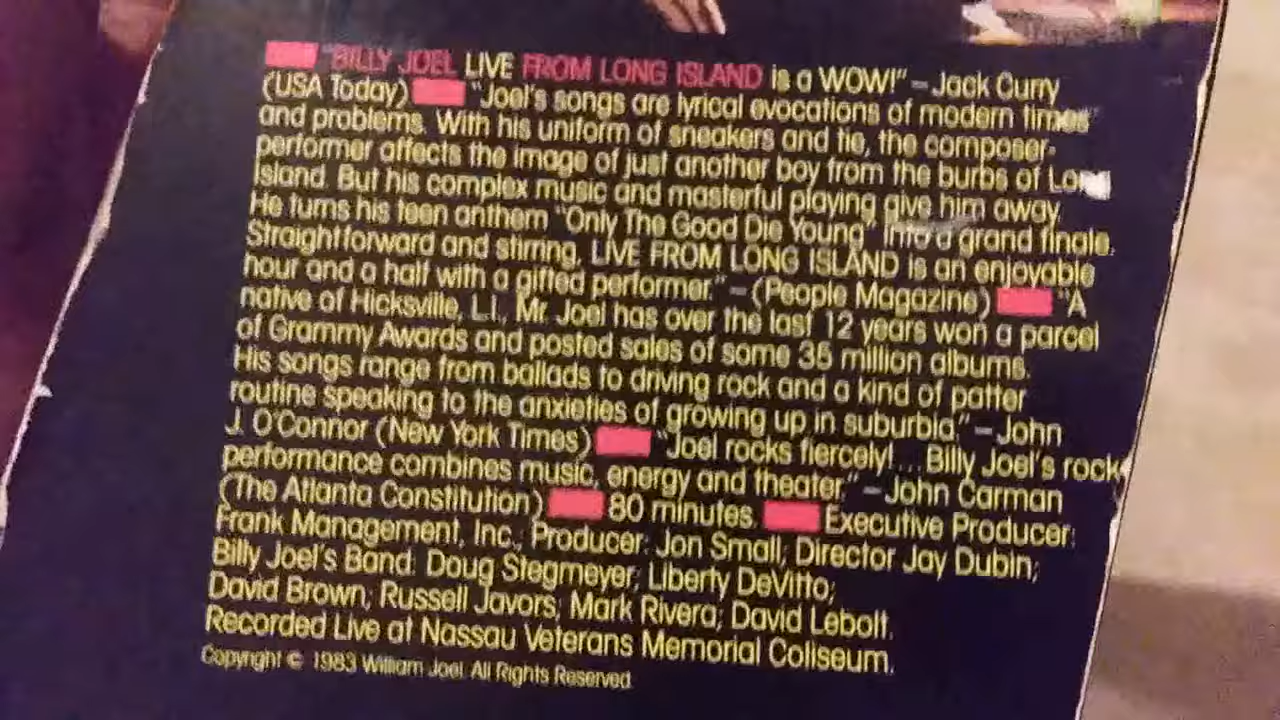 "BILLY JOEL LIVE FROM LONG ISLAND is a WOW!" – Jack Curry
(USA Today) "Joel's songs are lyrical evocations of modern times
and problems. With his uniform of sneakers and tie, the composer-
performer affects the image of just another boy from the burbs of Long
Island. But his complex music and masterful playing give him away.
He turns his teen anthem "Only The Good Die Young" into a grand finale.
Straightforward and stirring, LIVE FROM LONG ISLAND is an enjoyable
hour and a half with a gifted performer." – (People Magazine) "A
native of Hicksville, L.I., Mr. Joel has over the last 12 years won a parcel
of Grammy Awards and posted sales of some 35 million albums.
His songs range from ballads to driving rock and a kind of patter
routine speaking to the anxieties of growing up in suburbia." – John
J. O'Connor (New York Times) "Joel rocks fiercely!... Billy Joel's rock
performance combines music, energy and theater." – John Carman
(The Atlanta Constitution) 80 minutes. Executive Producer:
Frank Management, Inc.; Producer: Jon Small; Director Jay Dubin;
Billy Joel's Band: Doug Stegmeyer; Liberty DeVitto;
David Brown; Russell Javors; Mark Rivera; David Lebolt.
Recorded Live at Nassau Veterans Memorial Coliseum.
Copyright © 1983 William Joel. All Rights Reserved.